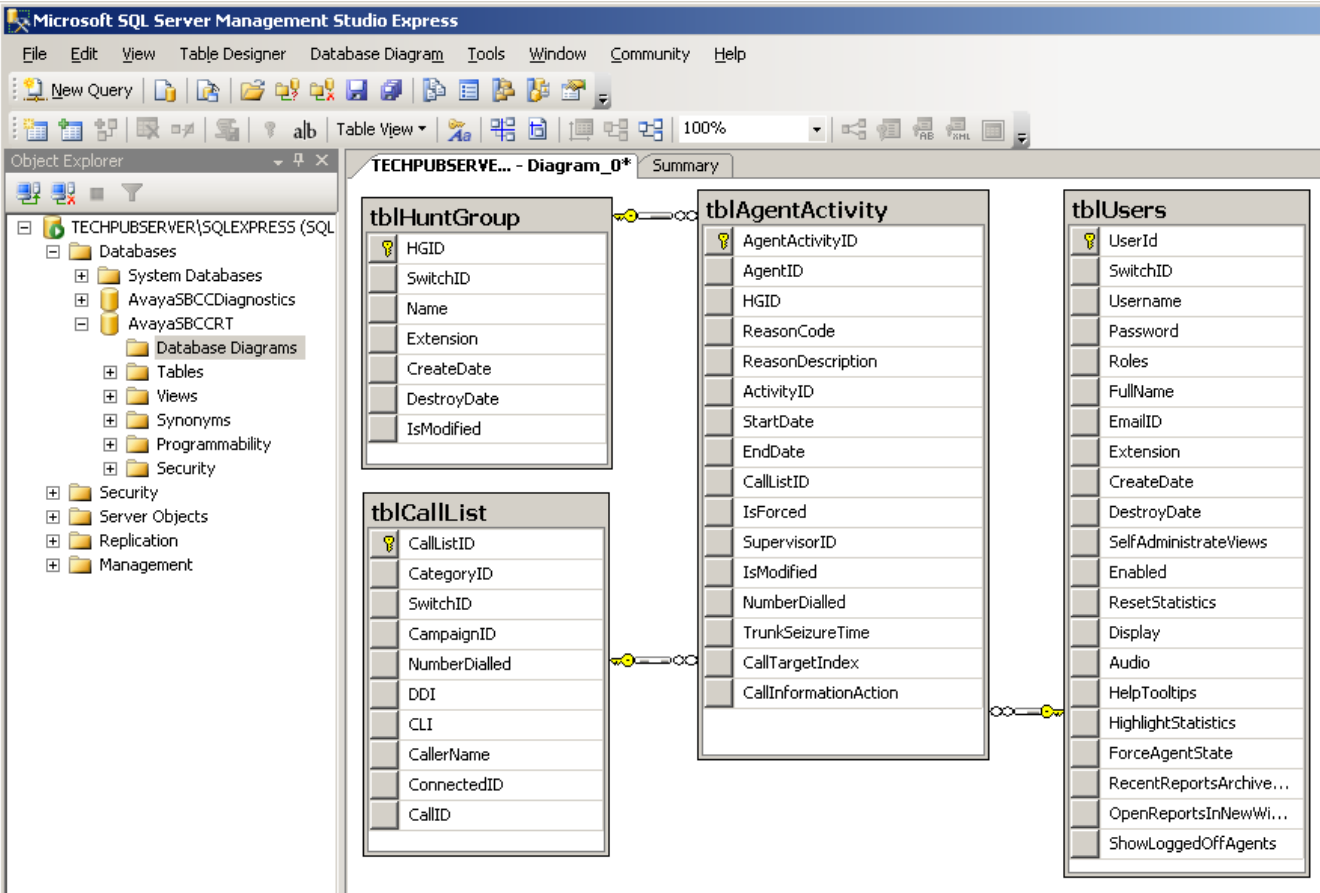 Microsoft SQL Server Management Studio Express
File Edit View Table Designer Database Diagram Tools Window Community Help
New Query
ab Table View Aa 100% AB XML
Object Explorer
TECHPUBSERVE... - Diagram_0* Summary
TECHPUBSERVER\SQLEXPRESS (SQL
Databases
System Databases
AvayaSBCCDiagnostics
AvayaSBCCRT
Database Diagrams
Tables
Views
Synonyms
Programmability
Security
Security
Server Objects
Replication
Management
tblHuntGroup
HGID
SwitchID
Name
Extension
CreateDate
DestroyDate
IsModified
tblCallList
CallListID
CategoryID
SwitchID
CampaignID
NumberDialled
DDI
CLI
CallerName
ConnectedID
CallID
tblAgentActivity
AgentActivityID
AgentID
HGID
ReasonCode
ReasonDescription
ActivityID
StartDate
EndDate
CallListID
IsForced
SupervisorID
IsModified
NumberDialled
TrunkSeizureTime
CallTargetIndex
CallInformationAction
tblUsers
UserId
SwitchID
Username
Password
Roles
FullName
EmailID
Extension
CreateDate
DestroyDate
SelfAdministrateViews
Enabled
ResetStatistics
Display
Audio
HelpTooltips
HighlightStatistics
ForceAgentState
RecentReportsArchive...
OpenReportsInNewWi...
ShowLoggedOffAgents